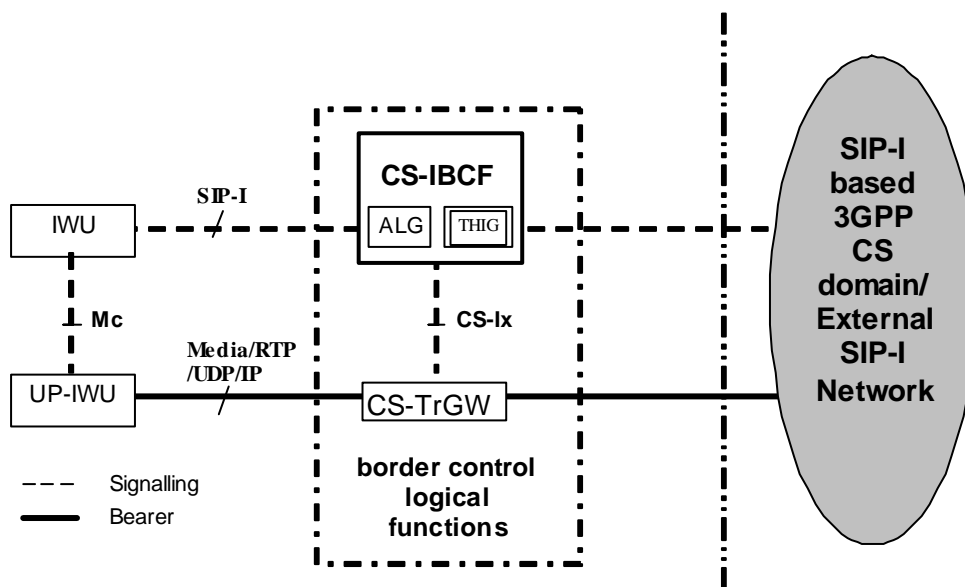 CS-IBCF
SIP-I
IWU
ALG
THIG
Mc
CS-Ix
Media/RTP
/UDP/IP
UP-IWU
CS-TrGW
border control
logical
functions
Signalling
Bearer
SIP-I
based
3GPP
CS
domain/
External
SIP-I
Network